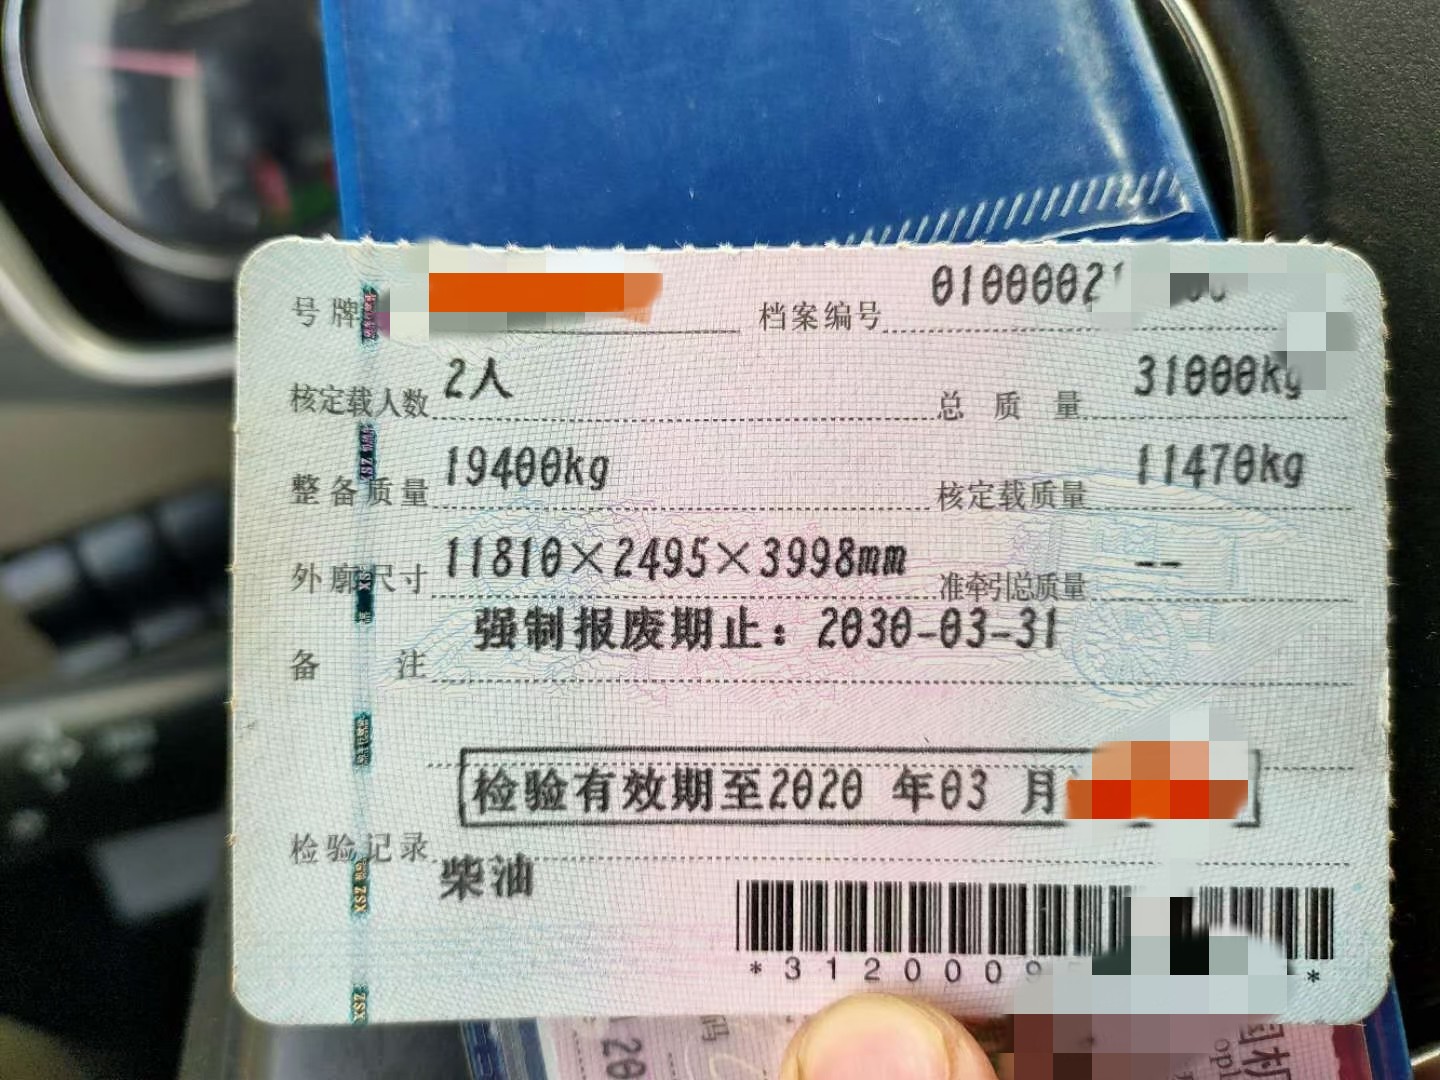 号牌
档案编号 01000021
核定载人数 2人 总质量 31000kg
整备质量 19400kg 核定载质量 11470kg
外廓尺寸 11810×2495×3998mm 准牵引总质量 --
备注 强制报废期止：2030-03-31
检验有效期至2020 年03 月
检验记录
柴油
*3120009 *